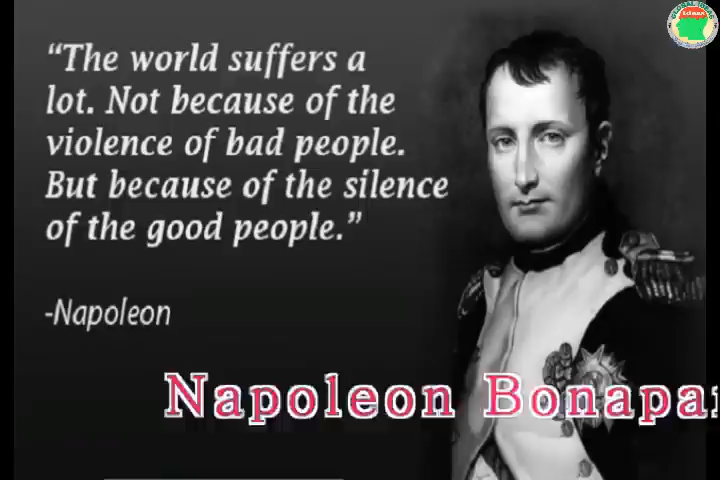 “The world suffers a
lot. Not because of the
violence of bad people.
But because of the silence
of the good people.”
-Napoleon
Napoleon Bonapar